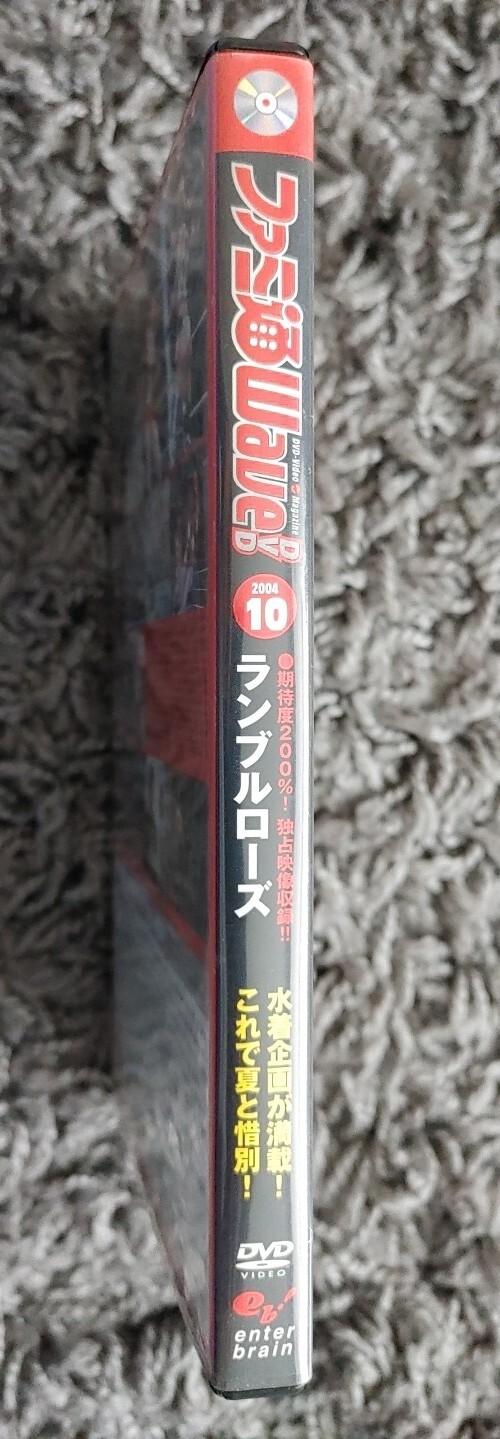 ファミ通Wave DVD
DVD-Video Magazine
2004
10
●期待度200%! 独占映像収録!!
ランブルローズ
水着企画が満載!
これで夏と惜別!
DVD
VIDEO
eb!
enter
brain